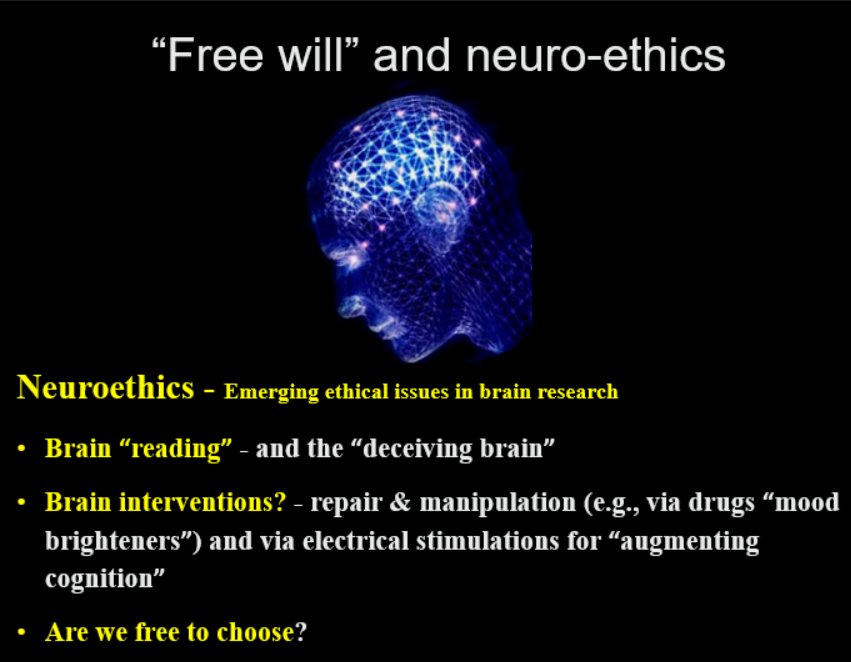 “Free will” and neuro-ethics
Neuroethics – Emerging ethical issues in brain research
• Brain “reading” - and the “deceiving brain”
• Brain interventions? - repair & manipulation (e.g., via drugs “mood
brighteners”) and via electrical stimulations for “augmenting
cognition”
• Are we free to choose?